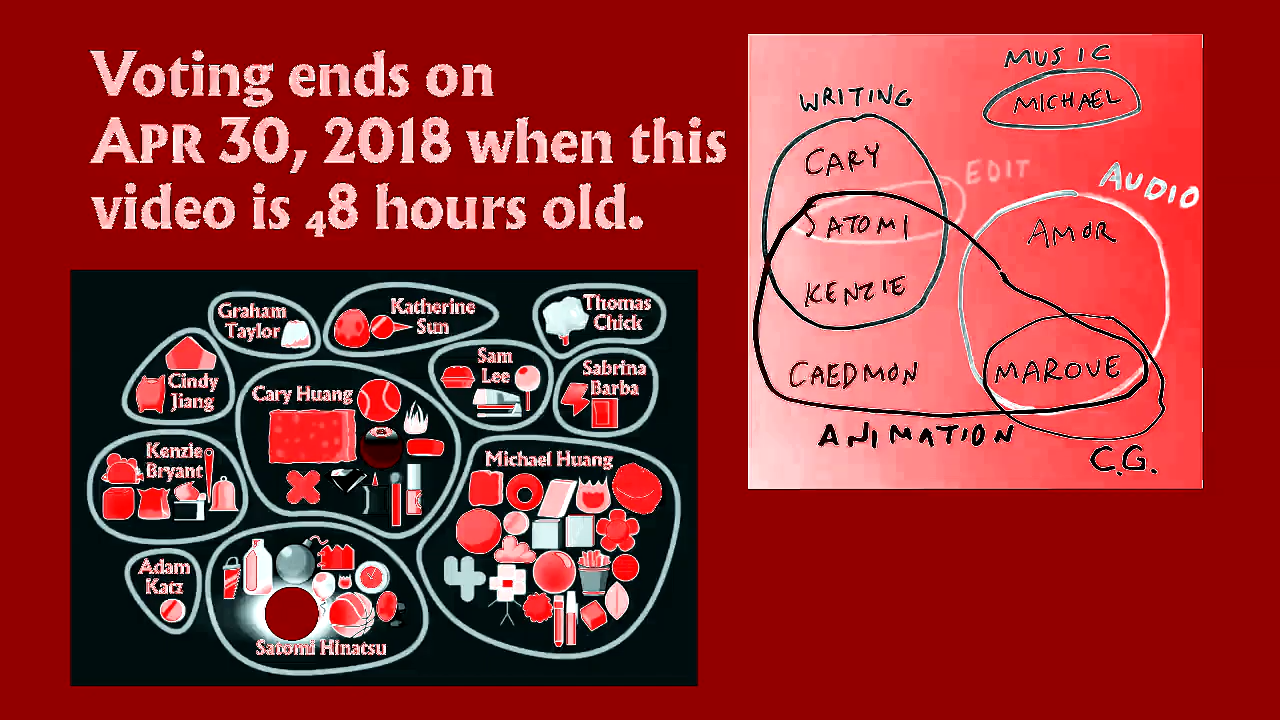 Voting ends on
APR 30, 2018 when this
video is 48 hours old.
Graham
Taylor
Katherine
Sun
Thomas
Chick
Cindy
Jiang
Cary Huang
Sam
Lee
Sabrina
Barba
Kenzie
Bryant
Michael Huang
Adam
Katz
Satomi Hinatsu
MUSIC
MICHAEL
WRITING
CARY
EDIT
AUDIO
SATOMI
AMOR
KENZIE
CAEDMON
MAROUE
ANIMATION
C.G.